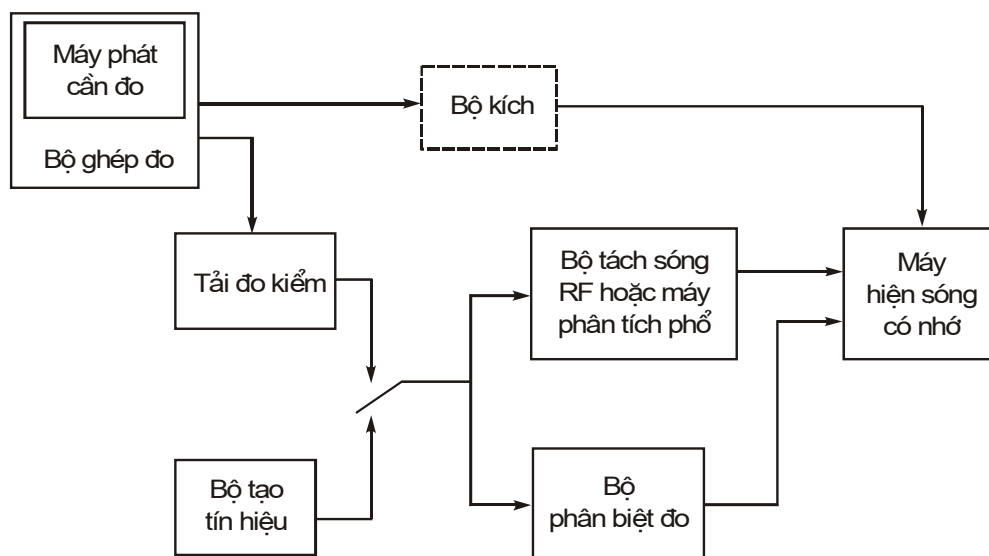 Máy phát
cần đo
Bộ ghép đo
Bộ kích
Tải đo kiểm
Bộ tách sóng
RF hoặc máy
phân tích phổ
Máy
hiện sóng
có nhớ
Bộ tạo
tín hiệu
Bộ
phân biệt đo